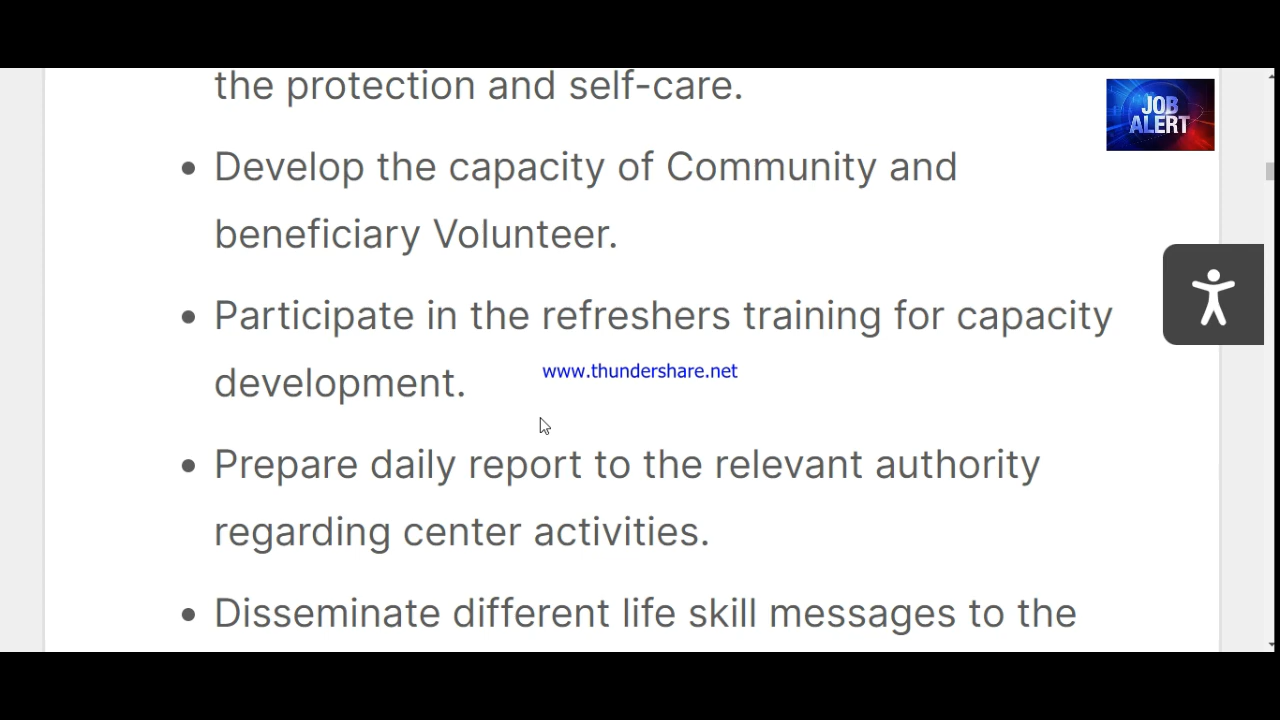 the protection and self-care.
JOB
ALERT
Develop the capacity of Community and
beneficiary Volunteer.
Participate in the refreshers training for capacity
development.
www.thundershare.net
Prepare daily report to the relevant authority
regarding center activities.
Disseminate different life skill messages to the